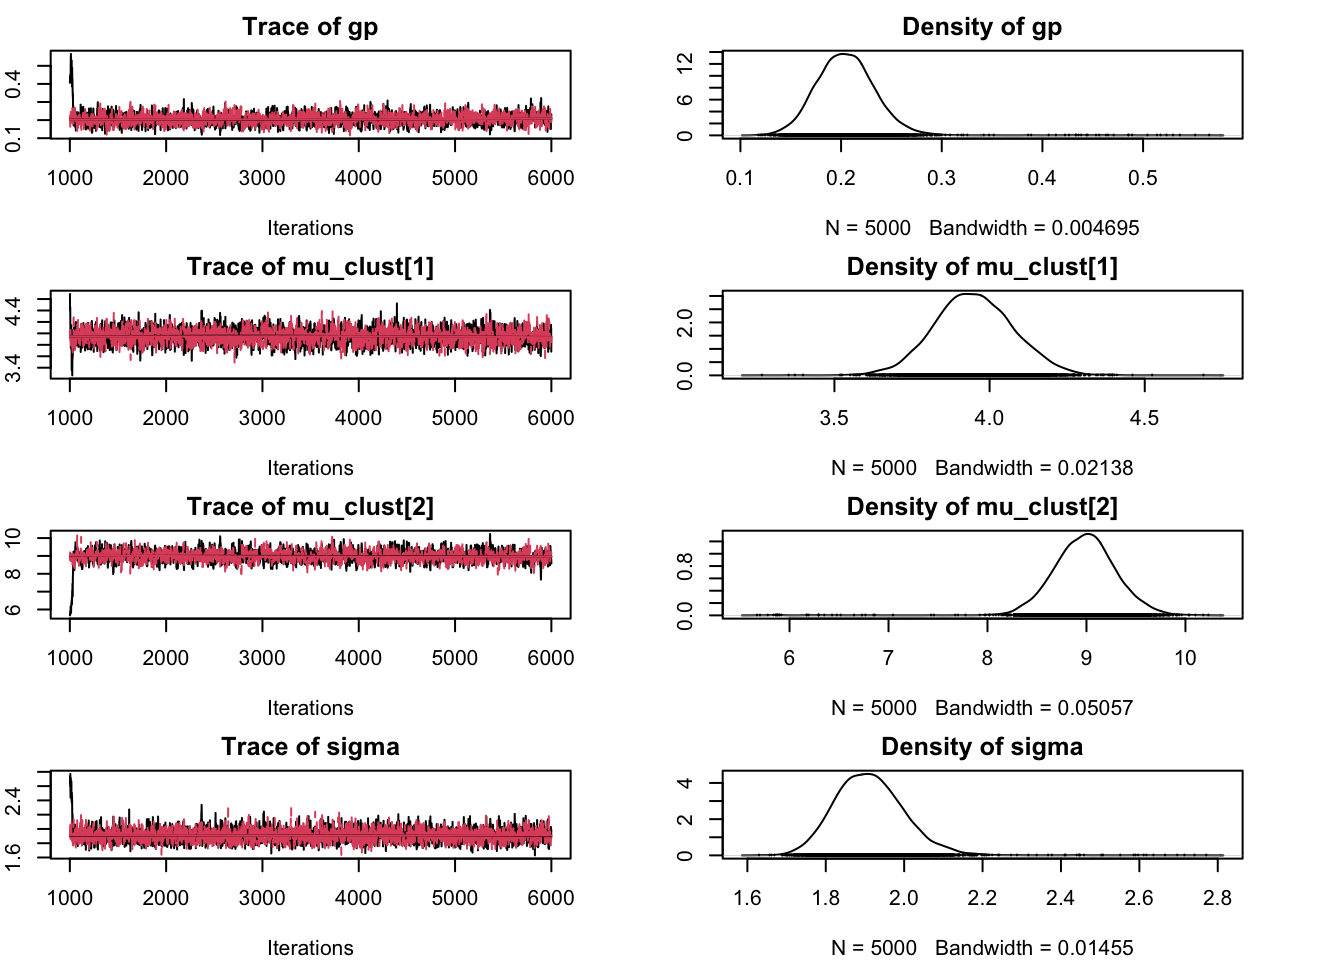 Trace of gp
0.1 0.4
1000 2000 3000 4000 5000 6000
Iterations
Density of gp
0 6 12
0.1 0.2 0.3 0.4 0.5
N = 5000 Bandwidth = 0.004695
Trace of mu_clust[1]
3.4 4.4
1000 2000 3000 4000 5000 6000
Iterations
Density of mu_clust[1]
0.0 2.0
3.5 4.0 4.5
N = 5000 Bandwidth = 0.02138
Trace of mu_clust[2]
6 8 10
1000 2000 3000 4000 5000 6000
Iterations
Density of mu_clust[2]
0.0 0.8
6 7 8 9 10
N = 5000 Bandwidth = 0.05057
Trace of sigma
1.6 2.4
1000 2000 3000 4000 5000 6000
Iterations
Density of sigma
0 2 4
1.6 1.8 2.0 2.2 2.4 2.6 2.8
N = 5000 Bandwidth = 0.01455